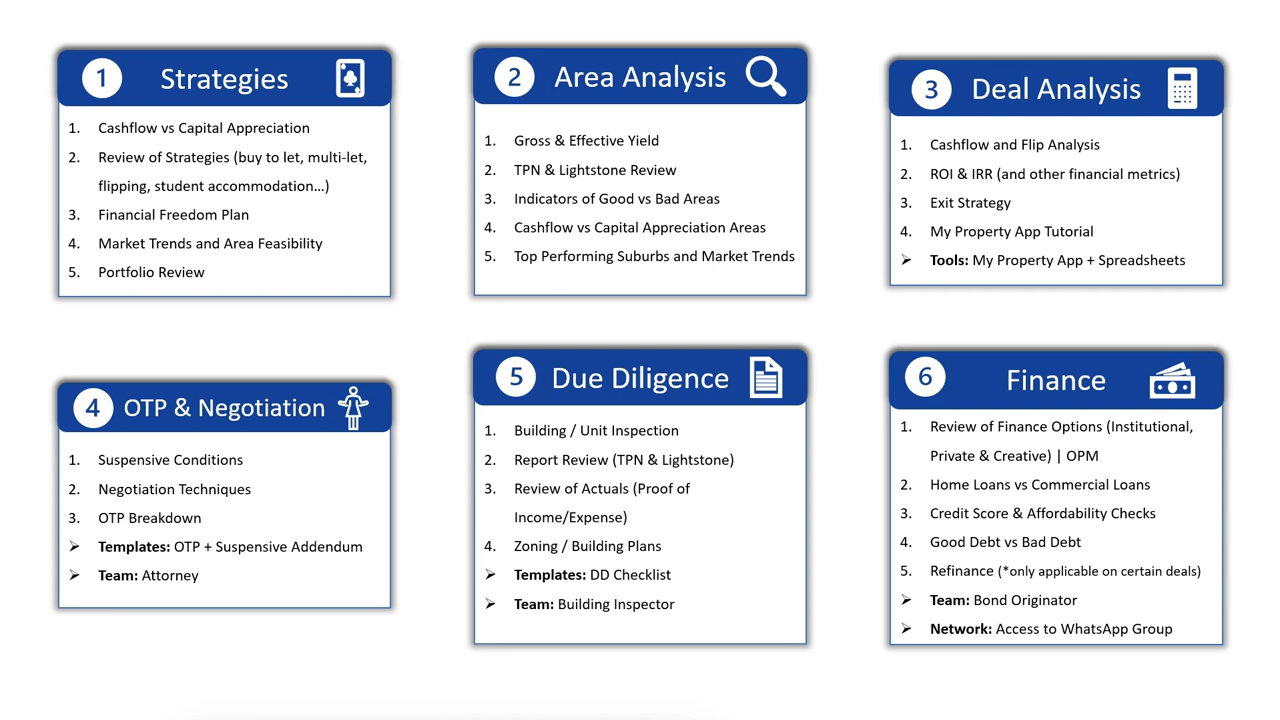 1 Strategies
1. Cashflow vs Capital Appreciation
2. Review of Strategies (buy to let, multi-let,
flipping, student accommodation…)
3. Financial Freedom Plan
4. Market Trends and Area Feasibility
5. Portfolio Review
2 Area Analysis
1. Gross & Effective Yield
2. TPN & Lightstone Review
3. Indicators of Good vs Bad Areas
4. Cashflow vs Capital Appreciation Areas
5. Top Performing Suburbs and Market Trends
3 Deal Analysis
1. Cashflow and Flip Analysis
2. ROI & IRR (and other financial metrics)
3. Exit Strategy
4. My Property App Tutorial
➢ Tools: My Property App + Spreadsheets
4 OTP & Negotiation
1. Suspensive Conditions
2. Negotiation Techniques
3. OTP Breakdown
➢ Templates: OTP + Suspensive Addendum
➢ Team: Attorney
5 Due Diligence
1. Building / Unit Inspection
2. Report Review (TPN & Lightstone)
3. Review of Actuals (Proof of
Income/Expense)
4. Zoning / Building Plans
➢ Templates: DD Checklist
➢ Team: Building Inspector
6 Finance
1. Review of Finance Options (Institutional,
Private & Creative) | OPM
2. Home Loans vs Commercial Loans
3. Credit Score & Affordability Checks
4. Good Debt vs Bad Debt
5. Refinance (*only applicable on certain deals)
➢ Team: Bond Originator
➢ Network: Access to WhatsApp Group